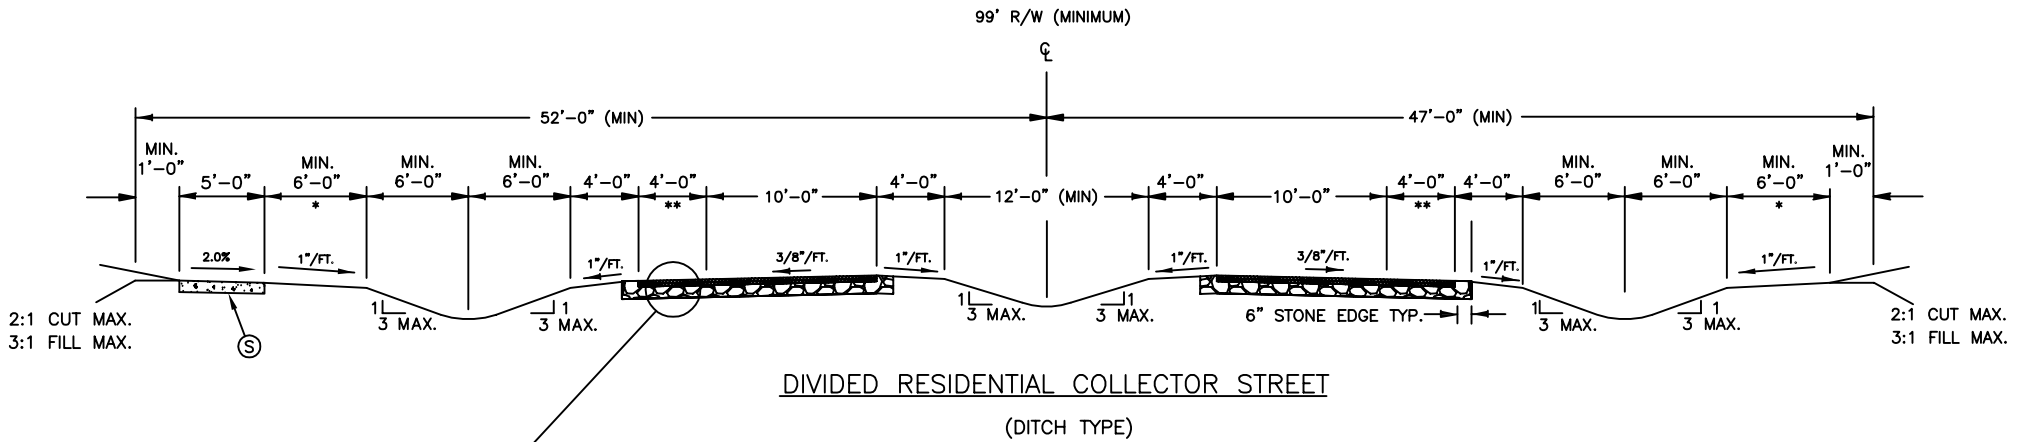 99' R/W (MINIMUM)
℄
52'-0" (MIN)
47'-0" (MIN)
MIN.
1'-0"
5'-0"
MIN.
6'-0"
*
MIN.
6'-0"
MIN.
6'-0"
4'-0"
4'-0"
**
10'-0"
4'-0"
12'-0" (MIN)
4'-0"
10'-0"
4'-0"
**
4'-0"
MIN.
6'-0"
MIN.
6'-0"
MIN.
6'-0"
*
MIN.
1'-0"
2.0%
1"/FT.
1"/FT.
3/8"/FT.
1"/FT.
1"/FT.
3/8"/FT.
1"/FT.
1"/FT.
1
3 MAX.
1
3 MAX.
1
3 MAX.
1
3 MAX.
1
3 MAX.
1
3 MAX.
2:1 CUT MAX.
3:1 FILL MAX.
S
6" STONE EDGE TYP.
2:1 CUT MAX.
3:1 FILL MAX.
DIVIDED RESIDENTIAL COLLECTOR STREET
(DITCH TYPE)